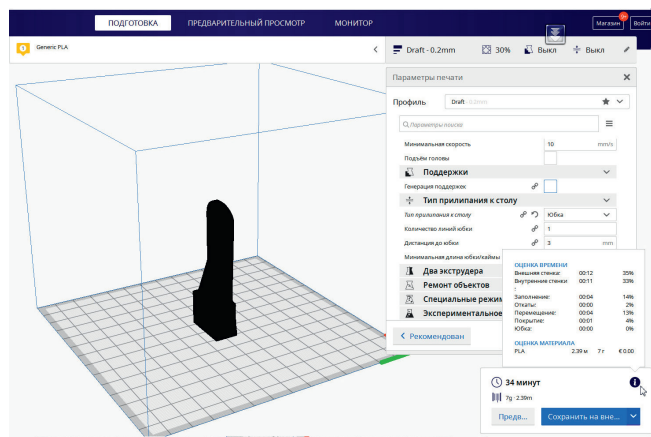 ПОДГОТОВКА ПРЕДВАРИТЕЛЬНЫЙ ПРОСМОТР МОНИТОР Магазин Войти
Generic PLA
Draft - 0.2mm 30% Выкл Выкл
Параметры печати
Профиль Draft - 0.2mm
Параметры поиска
Минимальная скорость 10 mm/s
Подъём головы
Поддержки
Генерация поддержек
Тип прилипания к столу
Тип прилипания к столу Юбка
Количество линий юбки 1
Дистанция до юбки 3 mm
Минимальная длина юбки/каймы
Два экструдера
Ремонт объектов
Специальные режим
Экспериментальное
Рекомендован
ОЦЕНКА ВРЕМЕНИ
Внешняя стенка: 00:12 35%
Внутренние стенки 00:11 33%
:
Заполнение: 00:04 14%
Откаты: 00:00 2%
Перемещение: 00:04 13%
Покрытие: 00:01 4%
Юбка: 00:00 0%
ОЦЕНКА МАТЕРИАЛА
PLA 2.39 м 7 г € 0.00
34 минут
7g · 2.39m
Предв... Сохранить на вне...